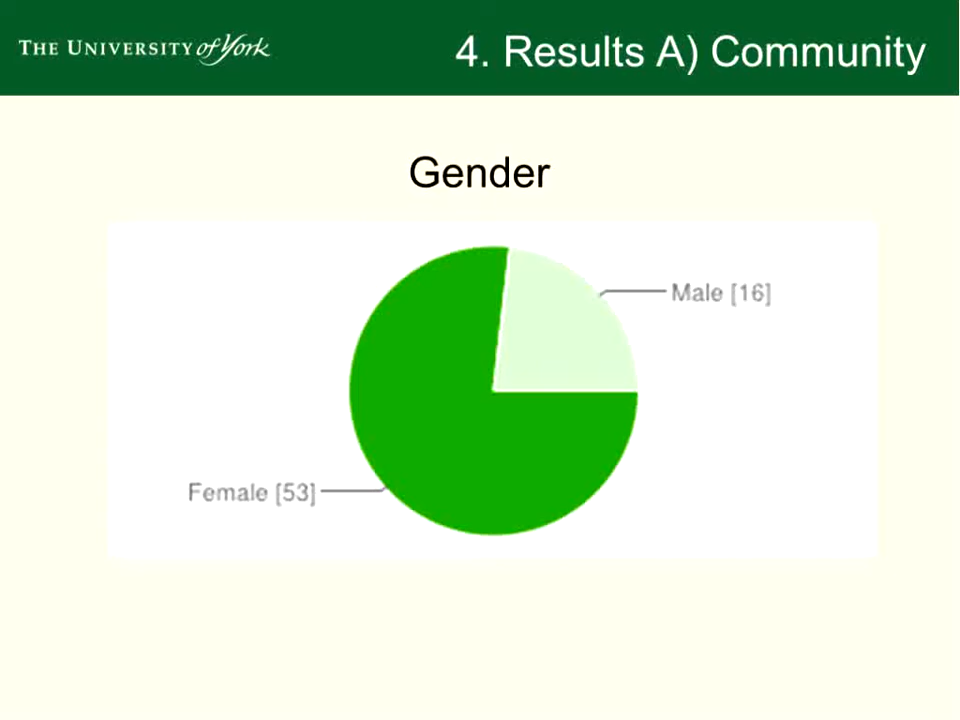 THE UNIVERSITY of York
4. Results A) Community
Gender
Male [16]
Female [53]